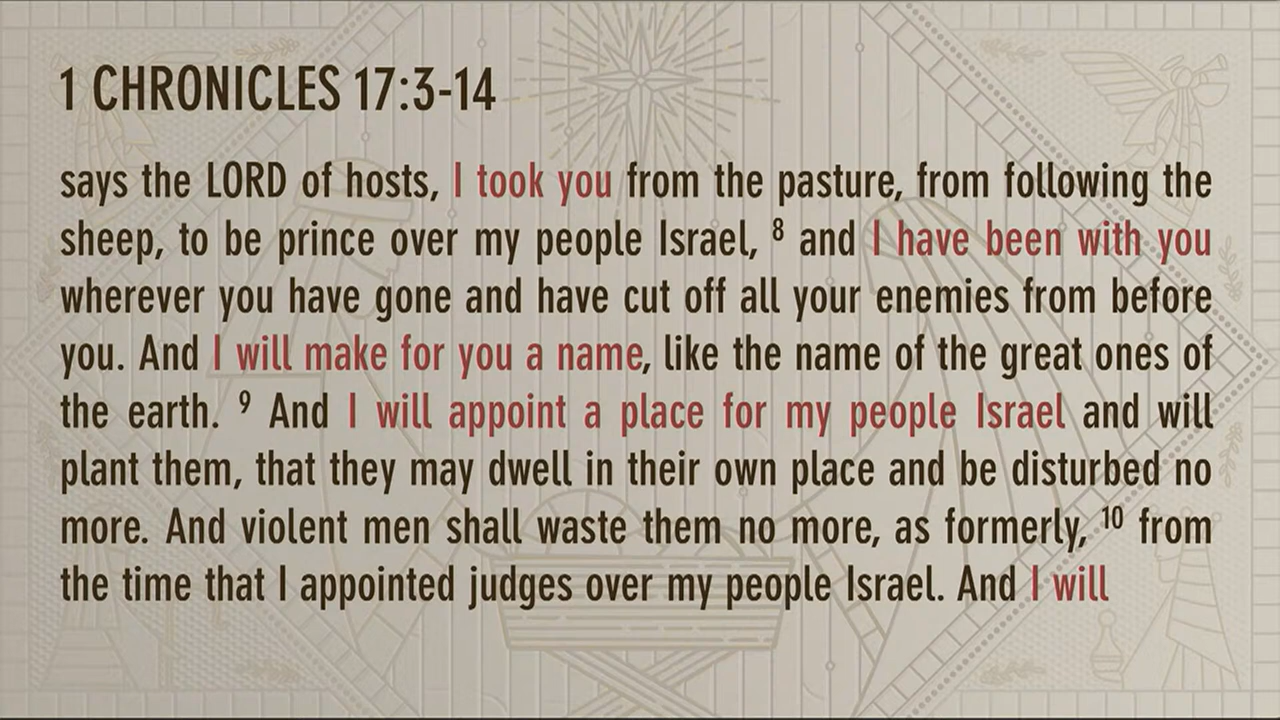 1 CHRONICLES 17:3-14
says the LORD of hosts, I took you from the pasture, from following the
sheep, to be prince over my people Israel, 8 and I have been with you
wherever you have gone and have cut off all your enemies from before
you. And I will make for you a name, like the name of the great ones of
the earth. 9 And I will appoint a place for my people Israel and will
plant them, that they may dwell in their own place and be disturbed no
more. And violent men shall waste them no more, as formerly, 10 from
the time that I appointed judges over my people Israel. And I will